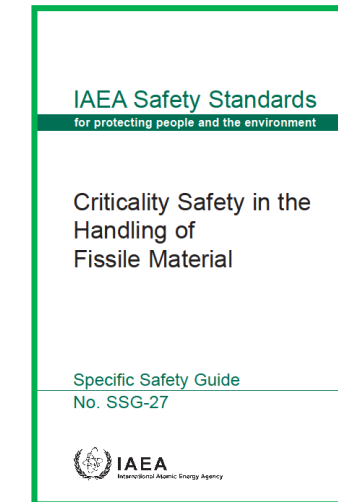 IAEA Safety Standards
for protecting people and the environment
Criticality Safety in the
Handling of
Fissile Material
Specific Safety Guide
No. SSG-27
IAEA
International Atomic Energy Agency